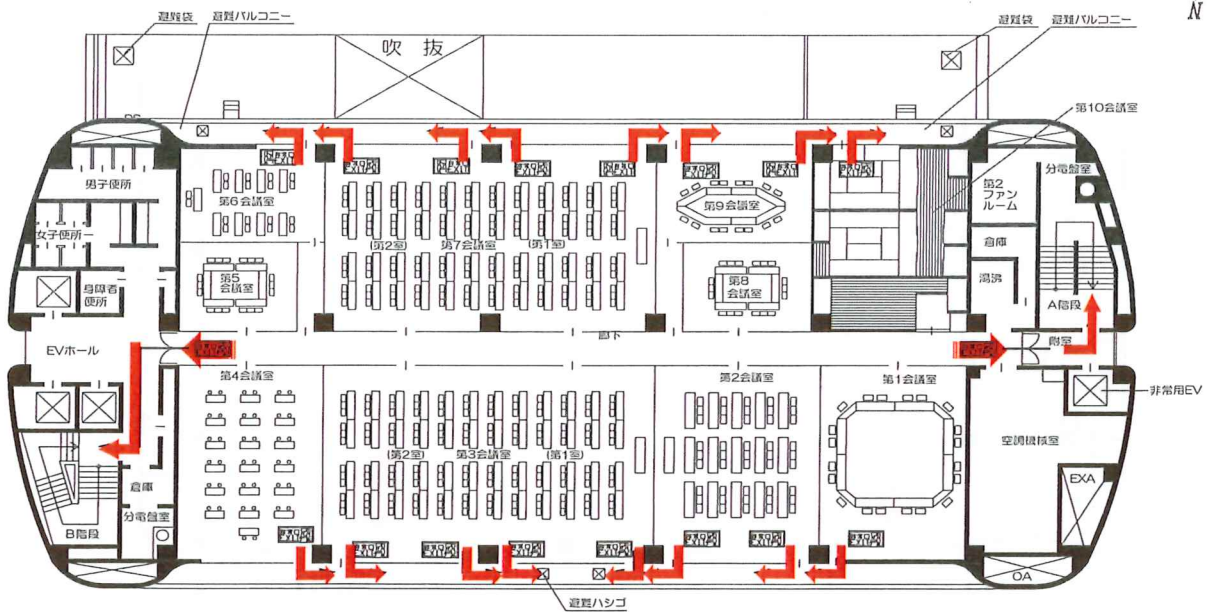 避難袋
避難バルコニー
避難袋
避難バルコニー
N
吹抜
第10会議室
男子便所
第6会議室
第9会議室
第2
ファン
ルーム
分電盤室
女子便所
(第2室)
第7会議室
(第1室)
倉庫
身障者
便所
第5
会議室
第8
会議室
湯沸
A階段
EVホール
廊下
附室
第4会議室
第2会議室
第1会議室
非常用EV
(第2室)
第3会議室
(第1室)
空調機械室
倉庫
EXA
分電盤室
B階段
OA
避難ハシゴ